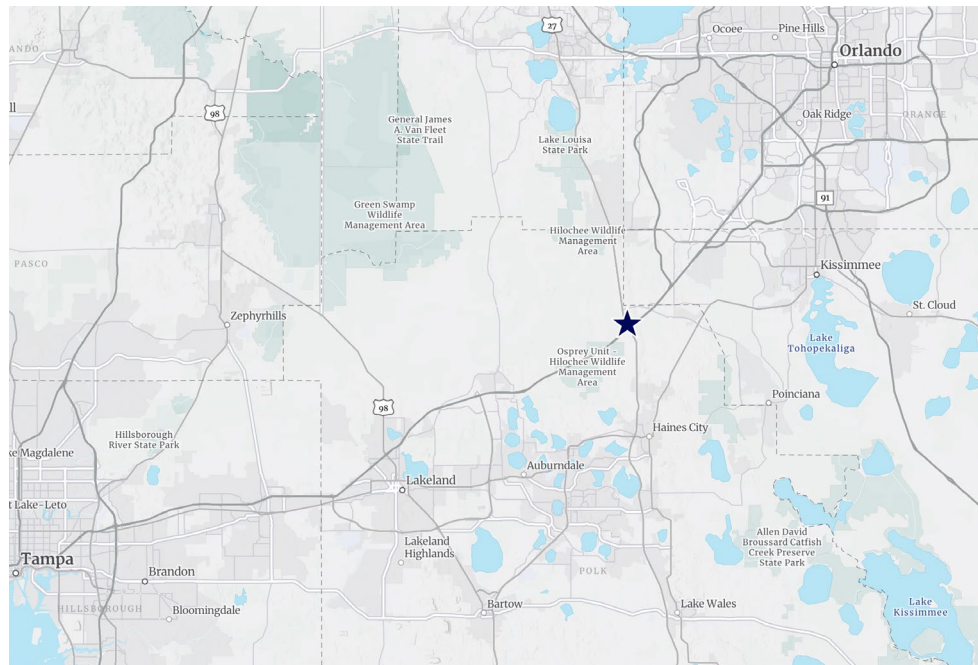 27
Ocoee
Pine Hills
Orlando
ANDO
98
ll
General James
A. Van Fleet
State Trail
Lake Louisa
State Park
Oak Ridge
ORANGE
91
Green Swamp
Wildlife
Management Area
Hilochee Wildlife
Management
Area
PASCO
Kissimmee
St. Cloud
Zephyrhills
Lake
Tohopekaliga
Osprey Unit -
Hilochee Wildlife
Management
Area
Poinciana
98
Hillsborough
River State Park
Haines City
ke Magdalene
Auburndale
Lakeland
t Lake-Leto
Allen David
Broussard Catfish
Creek Preserve
State Park
Lakeland
Highlands
Tampa
Brandon
POLK
HILLSBOROUGH
Bloomingdale
Bartow
Lake Wales
Lake
Kissimmee